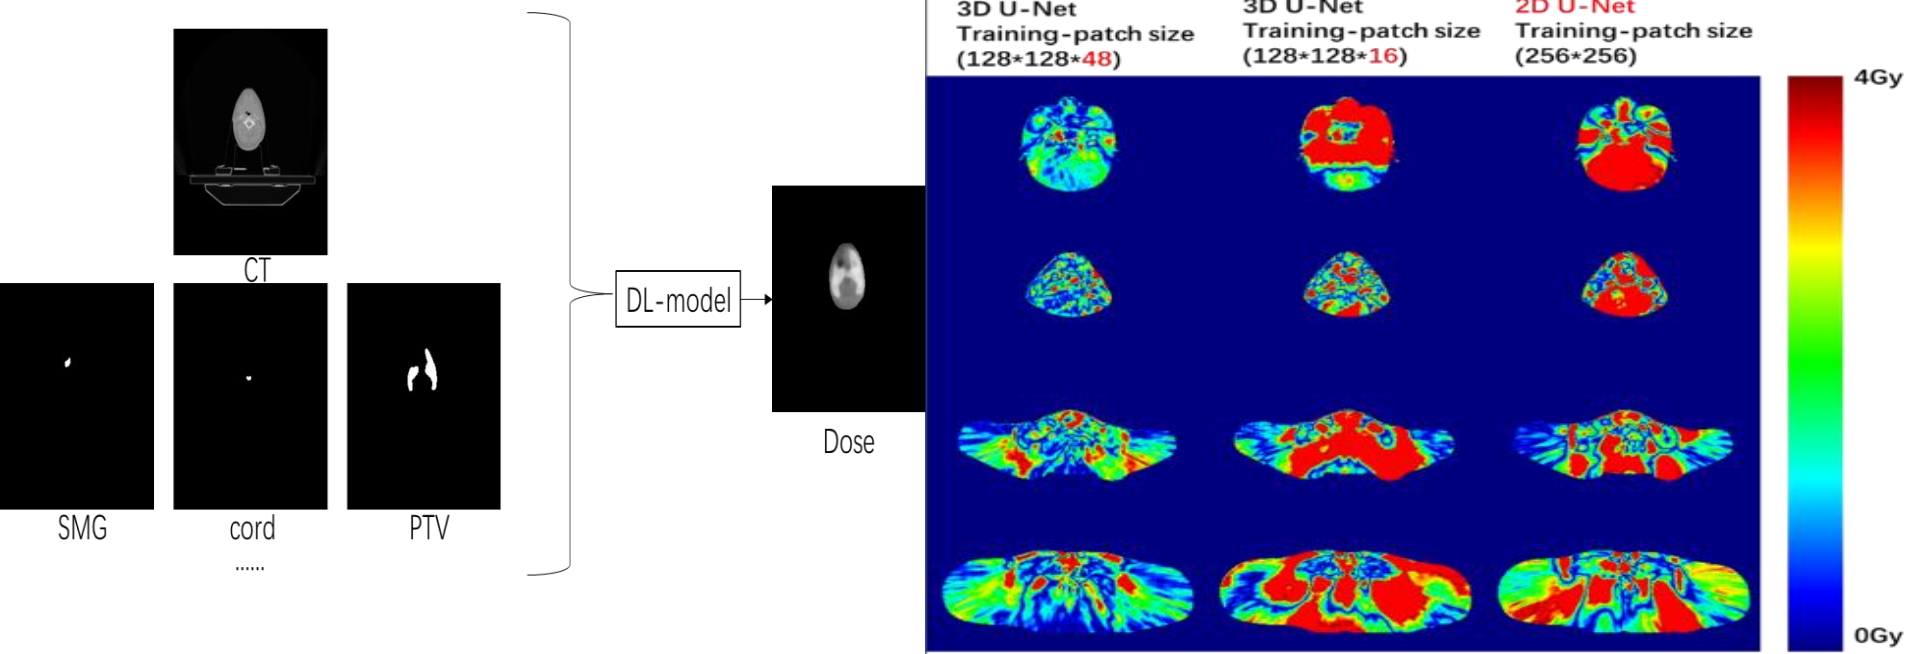 CT
SMG
cord
PTV
......
DL-model
Dose
3D U-Net
Training-patch size
(128*128*48)
3D U-Net
Training-patch size
(128*128*16)
2D U-Net
Training-patch size
(256*256)
4Gy
0Gy